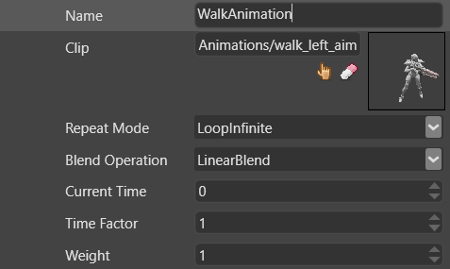 Name WalkAnimation
Clip Animations/walk_left_aim
Repeat Mode LoopInfinite
Blend Operation LinearBlend
Current Time 0
Time Factor 1
Weight 1